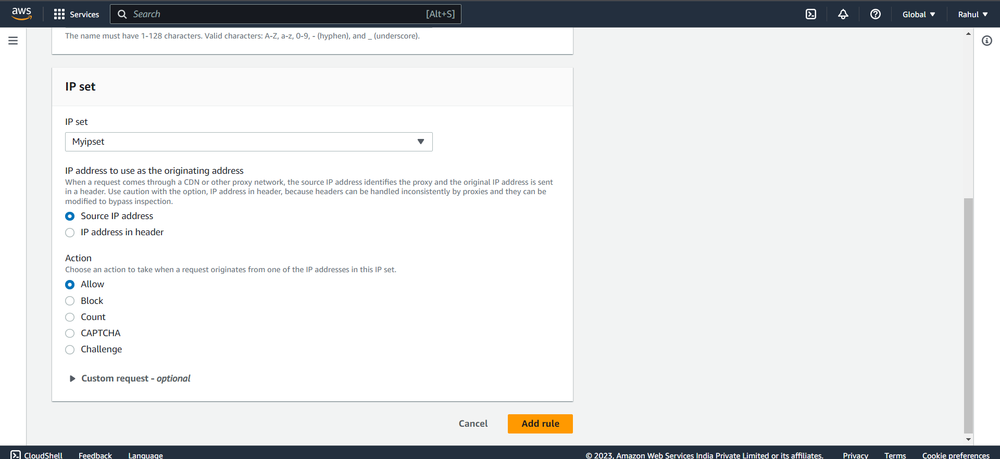 aws Services Search [Alt+S] Global Rahul
The name must have 1-128 characters. Valid characters: A-Z, a-z, 0-9, - (hyphen), and _ (underscore).
IP set
IP set
Myipset
IP address to use as the originating address
When a request comes through a CDN or other proxy network, the source IP address identifies the proxy and the original IP address is sent
in a header. Use caution with the option, IP address in header, because headers can be handled inconsistently by proxies and they can be
modified to bypass inspection.
Source IP address
IP address in header
Action
Choose an action to take when a request originates from one of the IP addresses in this IP set.
Allow
Block
Count
CAPTCHA
Challenge
Custom request - optional
Cancel Add rule
CloudShell Feedback Language © 2023, Amazon Web Services India Private Limited or its affiliates. Privacy Terms Cookie preferences